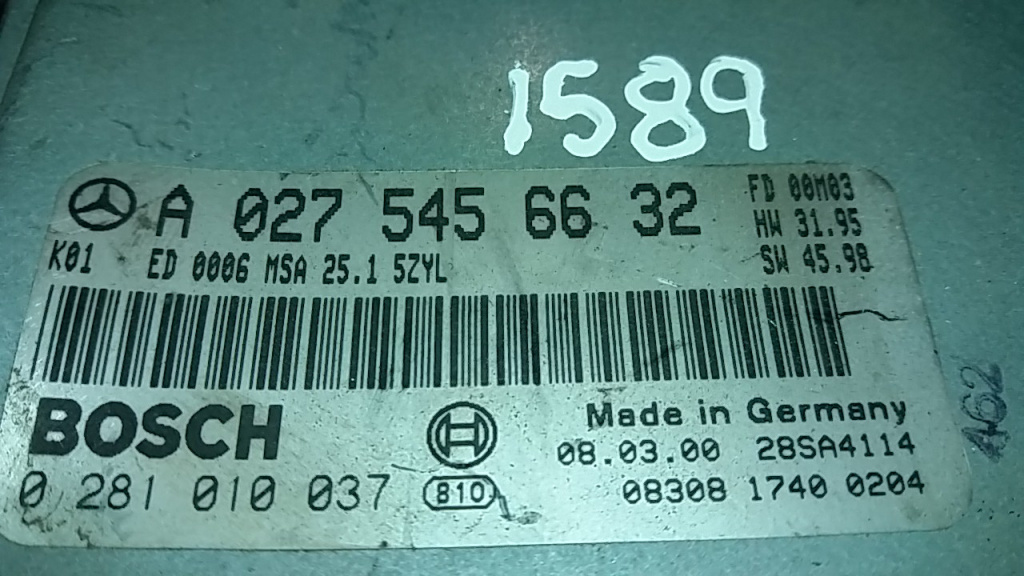 1589
A 027 545 66 32
FD 00M03
HW 31.95
SW 45.98
K01 ED 0006 MSA 25.1 5ZYL
BOSCH
Made in Germany
08.03.00 28SA4114
0 281 010 037
810
08308 1740 0204
A62